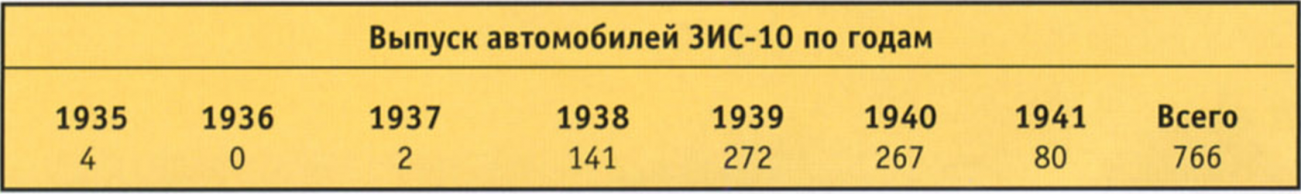 Выпуск автомобилей ЗИС-10 по годам
1935 1936 1937 1938 1939 1940 1941 Всего
4 0 2 141 272 267 80 766